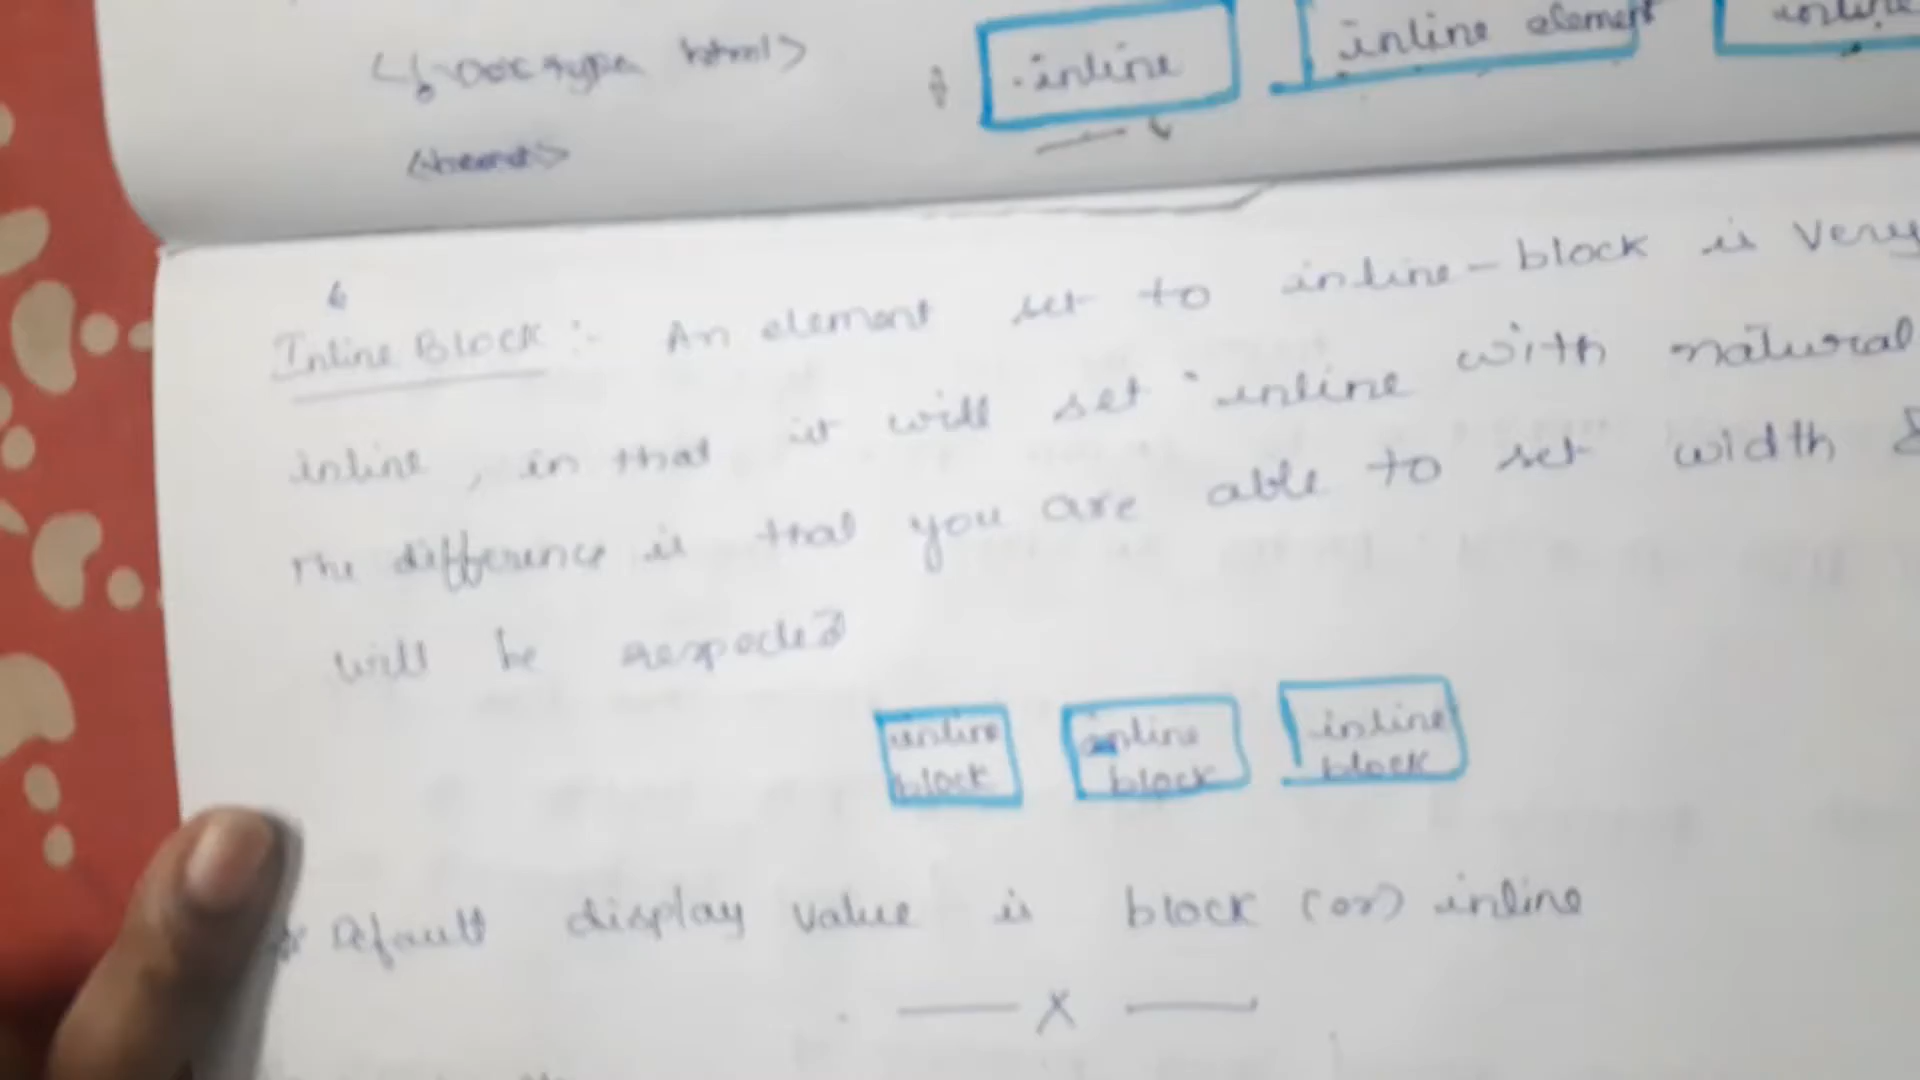 <!Doctype html>
inline
inline element
inline
<head>
Inline Block :- An element set to inline-block is very
inline, in that it will set inline with natural
The difference is that you are able to set width &
will be respected
inline block
inline block
inline block
Default display value is block (or) inline
X